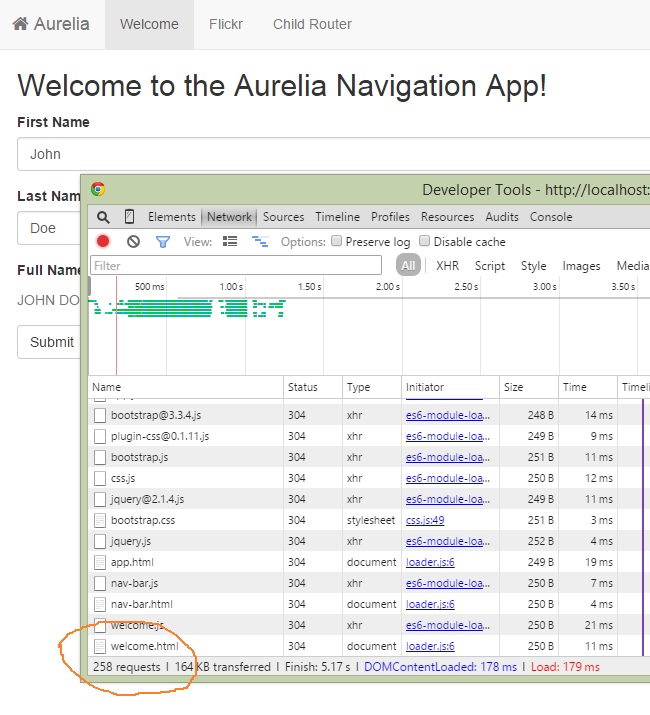 Aurelia Welcome Flickr Child Router
Welcome to the Aurelia Navigation App!
First Name
John
Last Nam
Doe
Full Name
JOHN DO
Submit
Developer Tools - http://localhost:
Elements Network Sources Timeline Profiles Resources Audits Console
View: Options: Preserve log Disable cache
Filter All XHR Script Style Images Media
500 ms 1.00 s 1.50 s 2.00 s 2.50 s 3.00 s 3.50 s
Name Status Type Initiator Size Time Timeli
bootstrap@3.3.4.js 304 xhr es6-module-loa... 248 B 14 ms
plugin-css@0.1.11.js 304 xhr es6-module-loa... 249 B 9 ms
bootstrap.js 304 xhr es6-module-loa... 251 B 11 ms
css.js 304 xhr es6-module-loa... 250 B 12 ms
jquery@2.1.4.js 304 xhr es6-module-loa... 249 B 11 ms
bootstrap.css 304 stylesheet css.js:49 251 B 3 ms
jquery.js 304 xhr es6-module-loa... 252 B 4 ms
app.html 304 document loader.js:6 249 B 19 ms
nav-bar.js 304 xhr es6-module-loa... 250 B 7 ms
nav-bar.html 304 document loader.js:6 250 B 4 ms
welcome.js 304 xhr es6-module-loa... 250 B 21 ms
welcome.html 304 document loader.js:6 250 B 11 ms
258 requests | 164 KB transferred | Finish: 5.17 s | DOMContentLoaded: 178 ms | Load: 179 ms